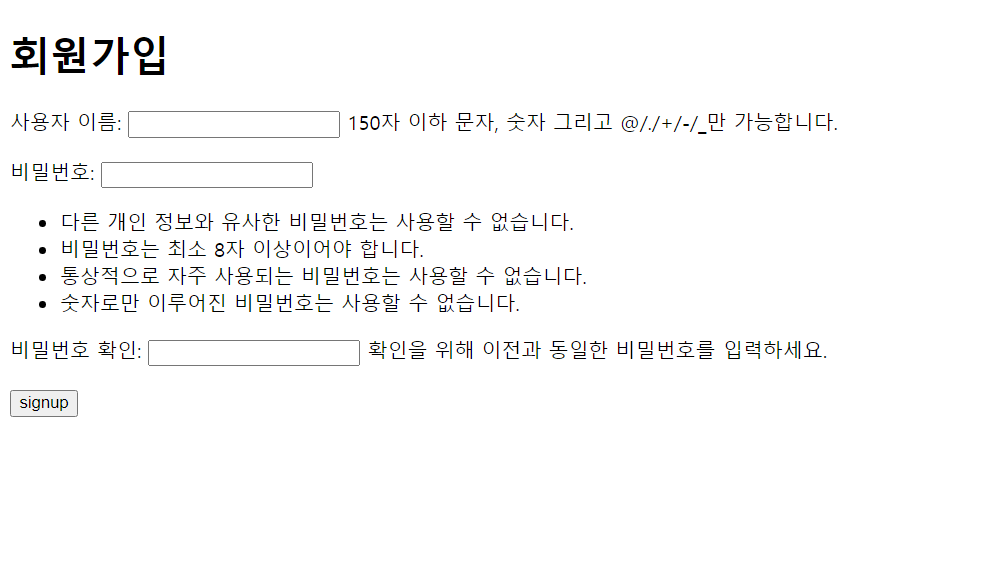 회원가입
사용자 이름: 150자 이하 문자, 숫자 그리고 @/./+/-/_만 가능합니다.
비밀번호:
다른 개인 정보와 유사한 비밀번호는 사용할 수 없습니다.
비밀번호는 최소 8자 이상이어야 합니다.
통상적으로 자주 사용되는 비밀번호는 사용할 수 없습니다.
숫자로만 이루어진 비밀번호는 사용할 수 없습니다.
비밀번호 확인: 확인을 위해 이전과 동일한 비밀번호를 입력하세요.
signup